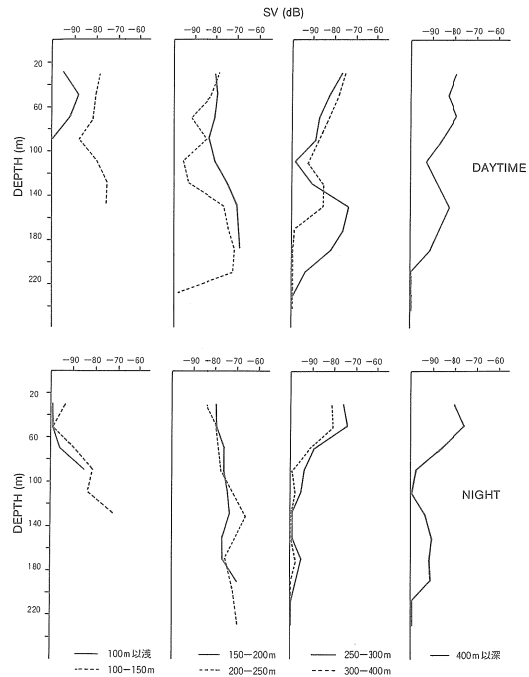 SV (dB)
−90 −80 −70 −60 −90 −80 −70 −60 −90 −80 −70 −60 −90 −80 −70 −60
20
60
100
140
180
220
DEPTH (m)
DAYTIME
−90 −80 −70 −60 −90 −80 −70 −60 −90 −80 −70 −60 −90 −80 −70 −60
20
60
100
140
180
220
DEPTH (m)
NIGHT
100m以浅 150−200m 250−300m 400m以深
100−150m 200−250m 300−400m